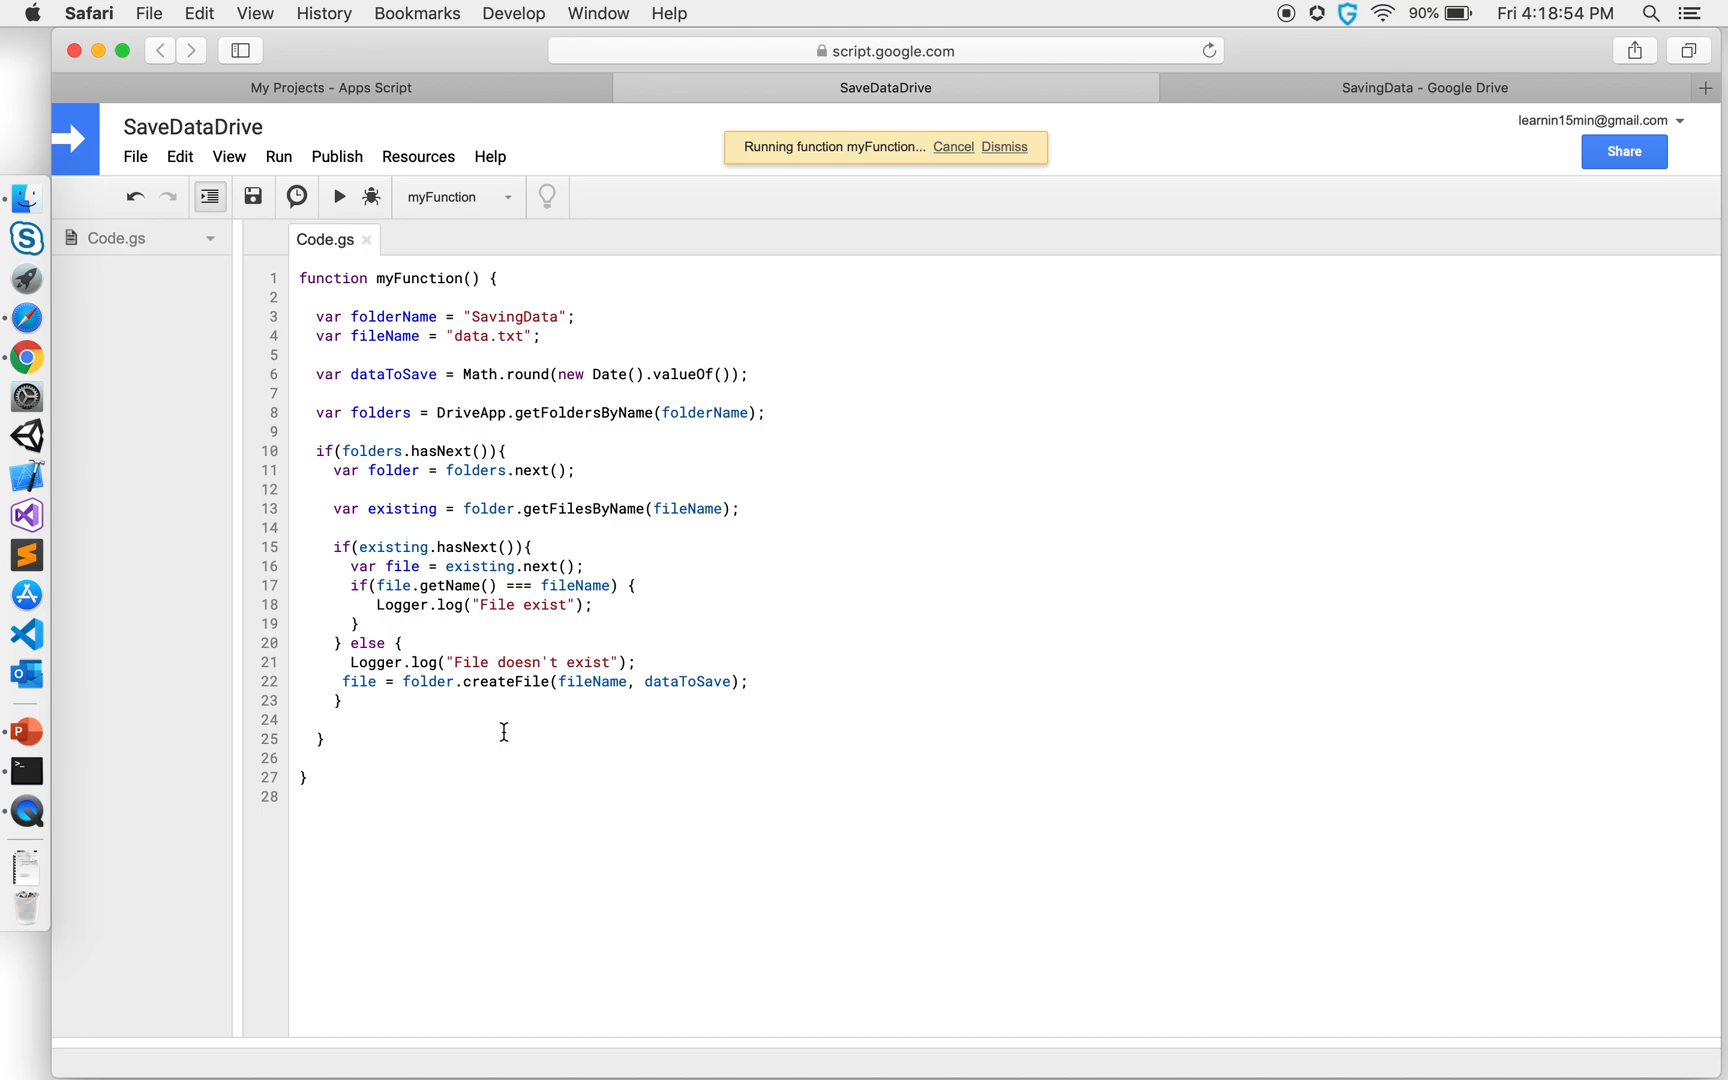 Safari File Edit View History Bookmarks Develop Window Help 90% Fri 4:18:54 PM
script.google.com
My Projects - Apps Script SaveDataDrive SavingData - Google Drive
SaveDataDrive
learnin15min@gmail.com
Running function myFunction... Cancel Dismiss
Share
File Edit View Run Publish Resources Help
myFunction
Code.gs
Code.gs
1 function myFunction() {
2
3 var folderName = "SavingData";
4 var fileName = "data.txt";
5
6 var dataToSave = Math.round(new Date().valueOf());
7
8 var folders = DriveApp.getFoldersByName(folderName);
9
10 if(folders.hasNext()){
11 var folder = folders.next();
12
13 var existing = folder.getFilesByName(fileName);
14
15 if(existing.hasNext()){
16 var file = existing.next();
17 if(file.getName() === fileName) {
18 Logger.log("File exist");
19 }
20 } else {
21 Logger.log("File doesn't exist");
22 file = folder.createFile(fileName, dataToSave);
23 }
24
25 }
26
27 }
28